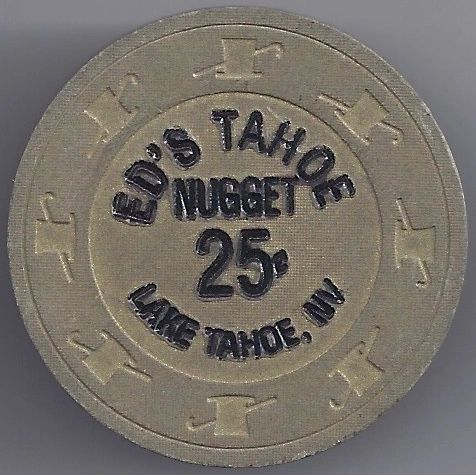 ED'S TAHOE
NUGGET
25¢
LAKE TAHOE, NV